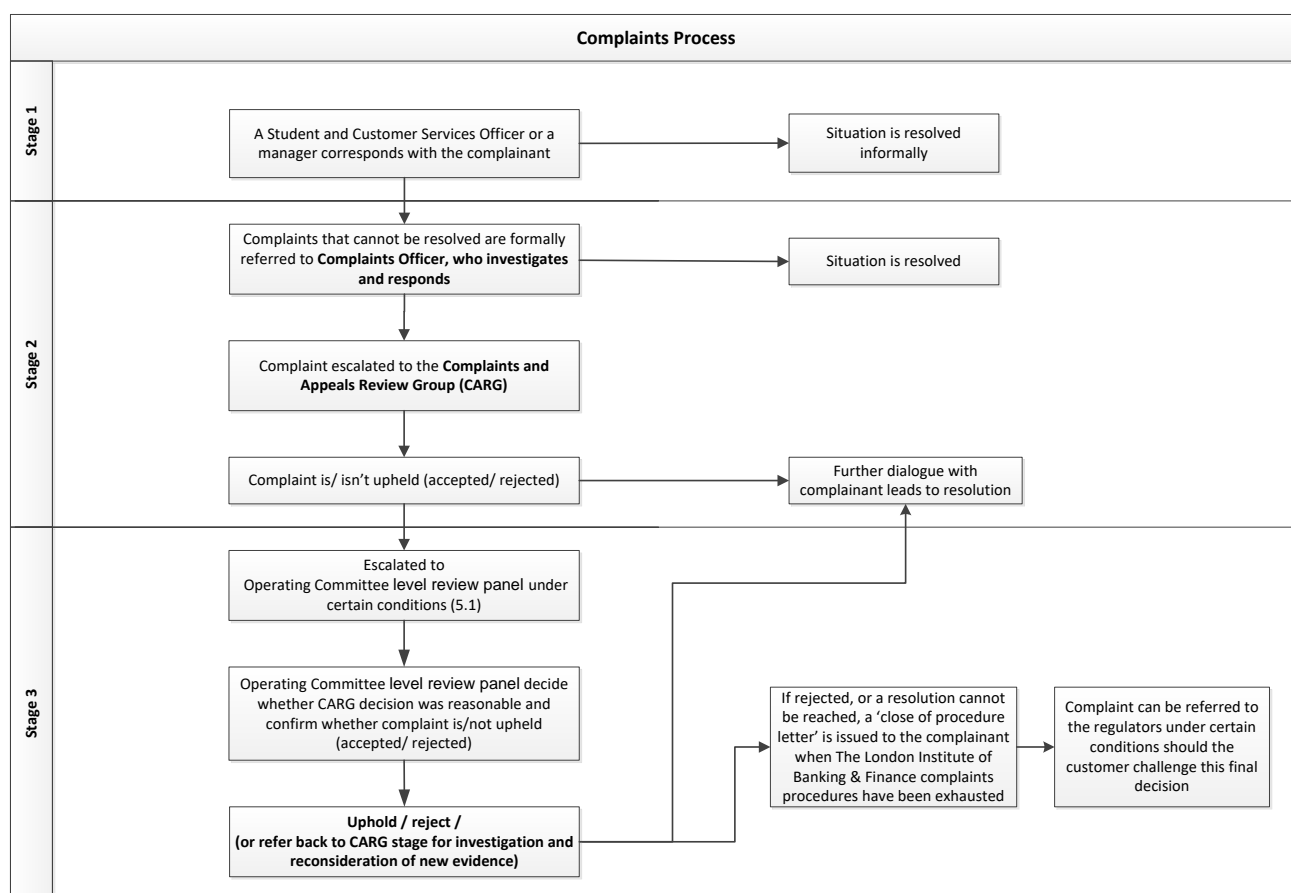 Complaints Process
Stage 1
A Student and Customer Services Officer or a
manager corresponds with the complainant
Situation is resolved
informally
Stage 2
Complaints that cannot be resolved are formally
referred to Complaints Officer, who investigates
and responds
Situation is resolved
Complaint escalated to the Complaints and
Appeals Review Group (CARG)
Complaint is/ isn’t upheld (accepted/ rejected)
Further dialogue with
complainant leads to resolution
Stage 3
Escalated to
Operating Committee level review panel under
certain conditions (5.1)
Operating Committee level review panel decide
whether CARG decision was reasonable and
confirm whether complaint is/not upheld
(accepted/ rejected)
Uphold / reject /
(or refer back to CARG stage for investigation and
reconsideration of new evidence)
If rejected, or a resolution cannot
be reached, a ‘close of procedure
letter’ is issued to the complainant
when The London Institute of
Banking & Finance complaints
procedures have been exhausted
Complaint can be referred to
the regulators under certain
conditions should the
customer challenge this final
decision